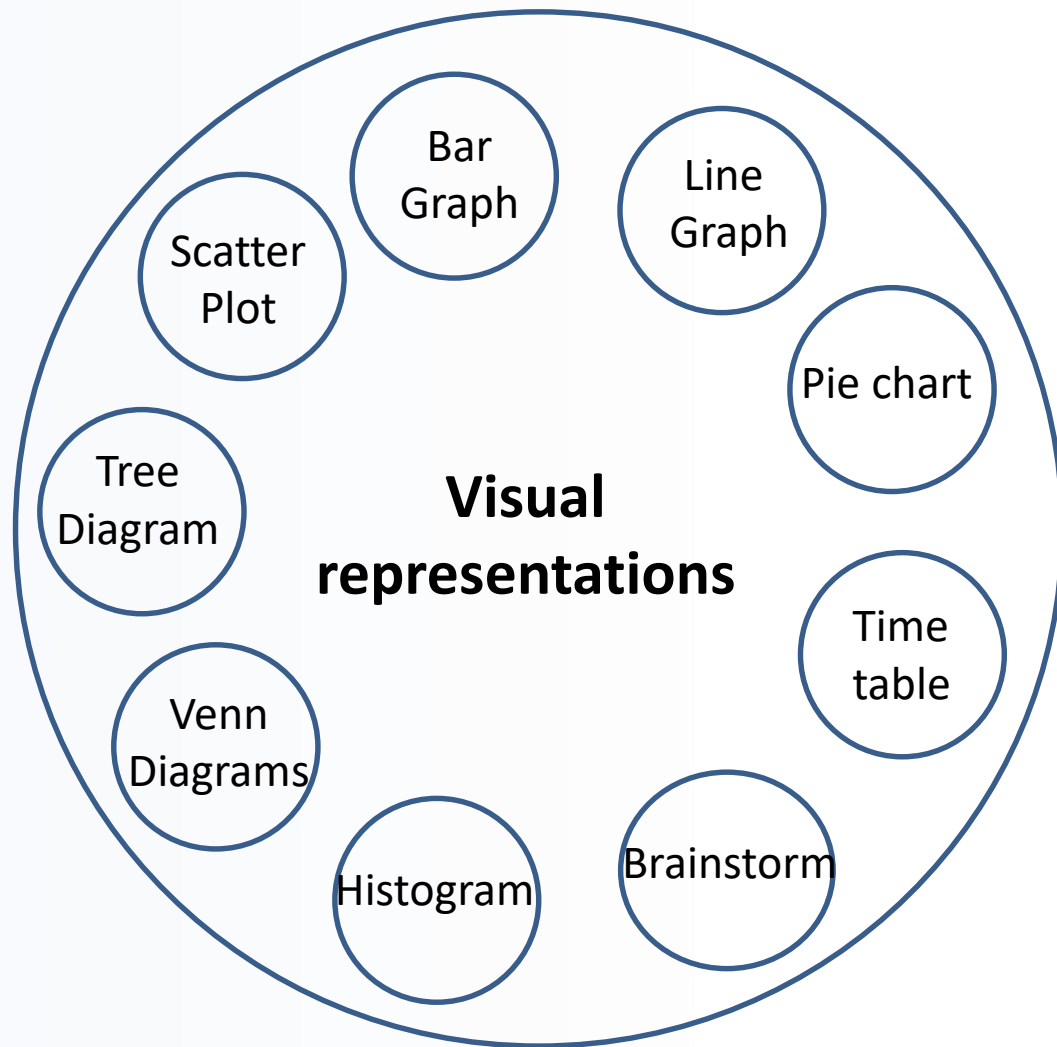 Bar
Graph
Line
Graph
Scatter
Plot
Pie chart
Tree
Diagram
Visual
representations
Time
table
Venn
Diagrams
Histogram
Brainstorm